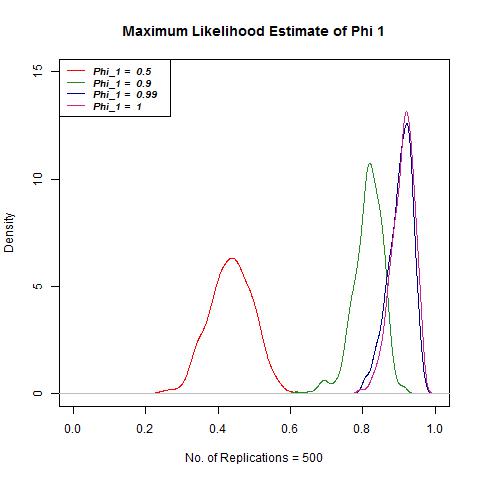 Maximum Likelihood Estimate of Phi 1
Phi_1 = 0.5
Phi_1 = 0.9
Phi_1 = 0.99
Phi_1 = 1
Density
15
10
5
0
0.0 0.2 0.4 0.6 0.8 1.0
No. of Replications = 500